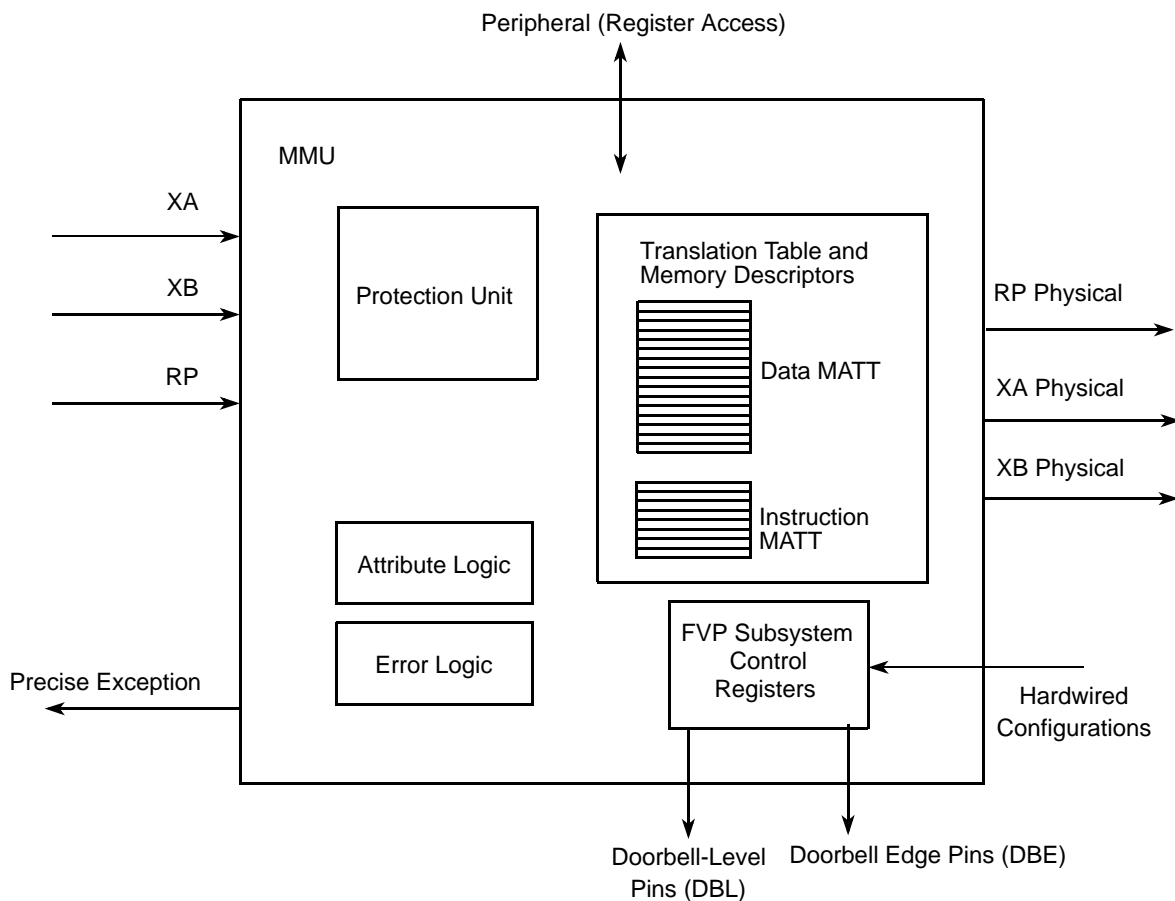 Peripheral (Register Access)
MMU
XA
XB
RP
Protection Unit
Translation Table and
Memory Descriptors
Data MATT
Instruction
MATT
RP Physical
XA Physical
XB Physical
Attribute Logic
Error Logic
FVP Subsystem
Control
Registers
Precise Exception
Hardwired
Configurations
Doorbell-Level
Pins (DBL)
Doorbell Edge Pins (DBE)